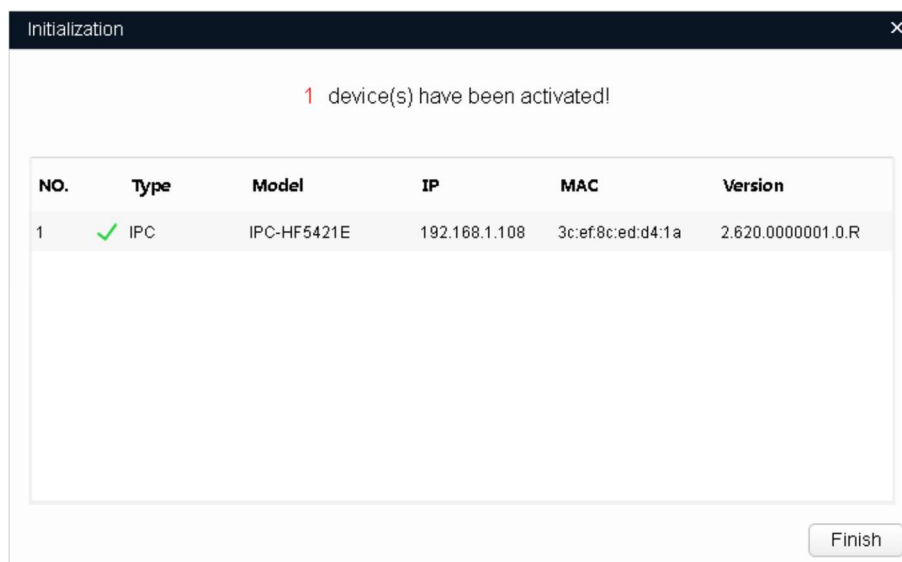 Initialization
1 device(s) have been activated!
NO. Type Model IP MAC Version
1 IPC IPC-HF5421E 192.168.1.108 3c:ef:8c:ed:d4:1a 2.620.0000001.0.R
Finish